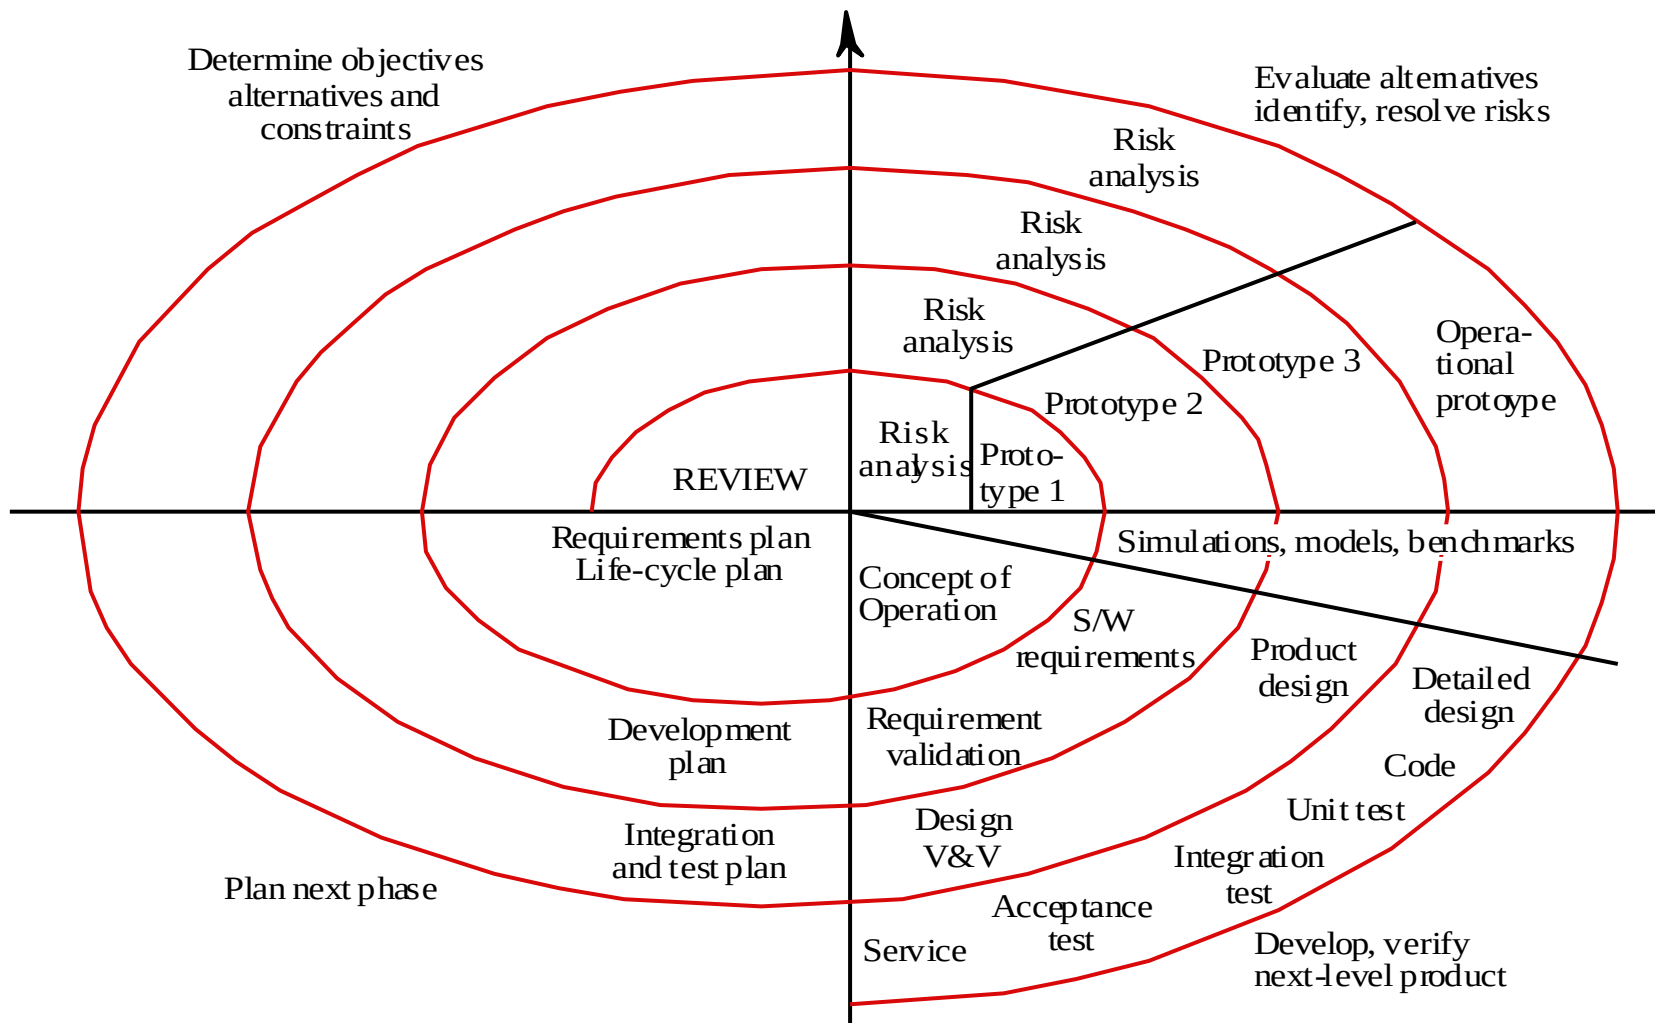 Determine objectives
alternatives and
constraints
Evaluate alternatives
identify, resolve risks
Risk
analysis
Risk
analysis
Risk
analysis
Risk
analysis
Opera-
tional
protoype
Prototype 3
Prototype 2
Proto-
type 1
REVIEW
Requirements plan
Life-cycle plan
Simulations, models, benchmarks
Concept of
Operation
S/W
requirements
Product
design
Detailed
design
Development
plan
Requirement
validation
Code
Unit test
Integration
and test plan
Design
V&V
Integration
test
Plan next phase
Acceptance
test
Service
Develop, verify
next-level product